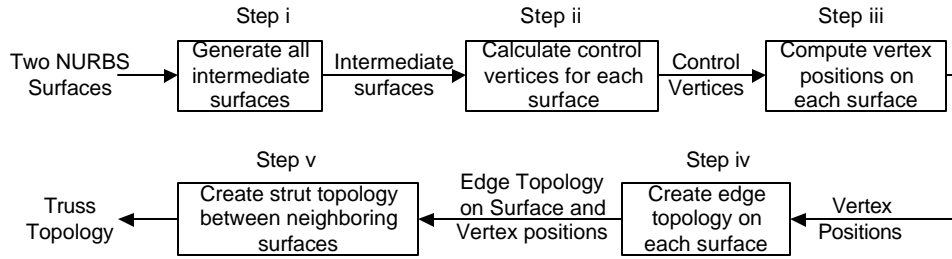 Step i
Step ii
Step iii
Two NURBS
Surfaces
Generate all
intermediate
surfaces
Intermediate
surfaces
Calculate control
vertices for each
surface
Control
Vertices
Compute vertex
positions on
each surface
Step v
Step iv
Truss
Topology
Create strut topology
between neighboring
surfaces
Edge Topology
on Surface and
Vertex positions
Create edge
topology on
each surface
Vertex
Positions